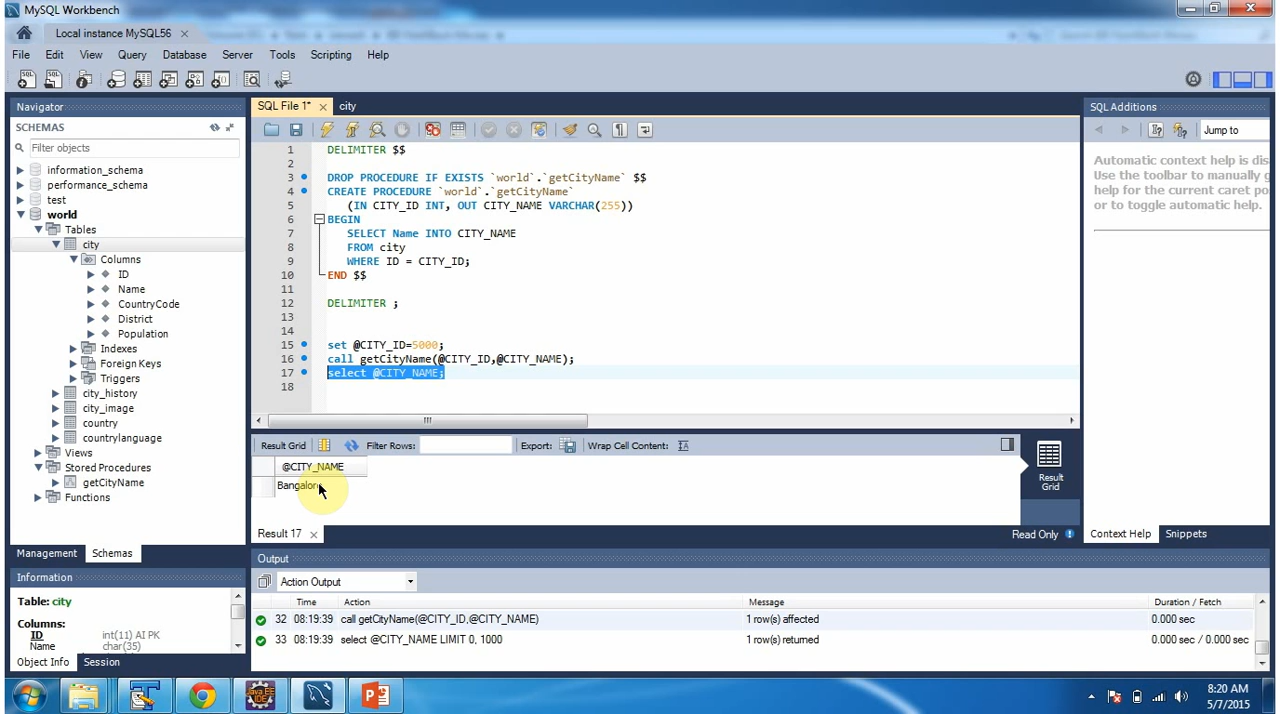 MySQL Workbench
Local instance MySQL56
File Edit View Query Database Server Tools Scripting Help
Navigator
SCHEMAS
Filter objects
information_schema
performance_schema
test
world
Tables
city
Columns
ID
Name
CountryCode
District
Population
Indexes
Foreign Keys
Triggers
city_history
city_image
country
countrylanguage
Views
Stored Procedures
getCityName
Functions
Management Schemas
Information
Table: city
Columns:
ID int(11) AI PK
Name char(35)
Object Info Session
SQL File 1* city
1 DELIMITER $$
2
3 DROP PROCEDURE IF EXISTS `world`.`getCityName` $$
4 CREATE PROCEDURE `world`.`getCityName`
5 (IN CITY_ID INT, OUT CITY_NAME VARCHAR(255))
6 BEGIN
7 SELECT Name INTO CITY_NAME
8 FROM city
9 WHERE ID = CITY_ID;
10 END $$
11
12 DELIMITER ;
13
14
15 set @CITY_ID=5000;
16 call getCityName(@CITY_ID,@CITY_NAME);
17 select @CITY_NAME;
18
Result Grid Filter Rows: Export: Wrap Cell Content:
@CITY_NAME
Bangalore
Result Grid
Result 17 Read Only
SQL Additions
Jump to
Automatic context help is dis
Use the toolbar to manually g
help for the current caret po
or to toggle automatic help.
Context Help Snippets
Output
Action Output
Time Action Message Duration / Fetch
32 08:19:39 call getCityName(@CITY_ID,@CITY_NAME) 1 row(s) affected 0.000 sec
33 08:19:39 select @CITY_NAME LIMIT 0, 1000 1 row(s) returned 0.000 sec / 0.000 sec
Java EE
IDE
8:20 AM
5/7/2015